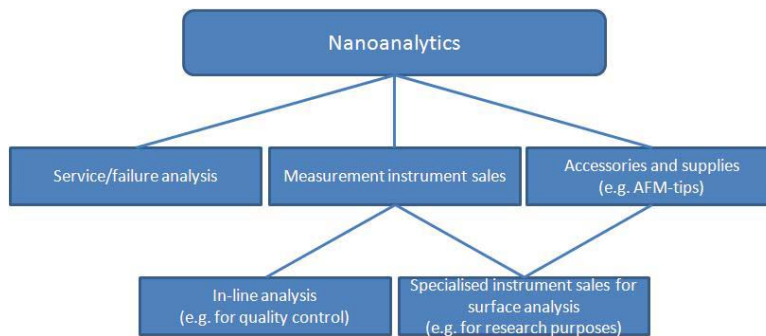 Nanoanalytics
Service/failure analysis
Measurement instrument sales
Accessories and supplies
(e.g. AFM-tips)
In-line analysis
(e.g. for quality control)
Specialised instrument sales for
surface analysis
(e.g. for research purposes)